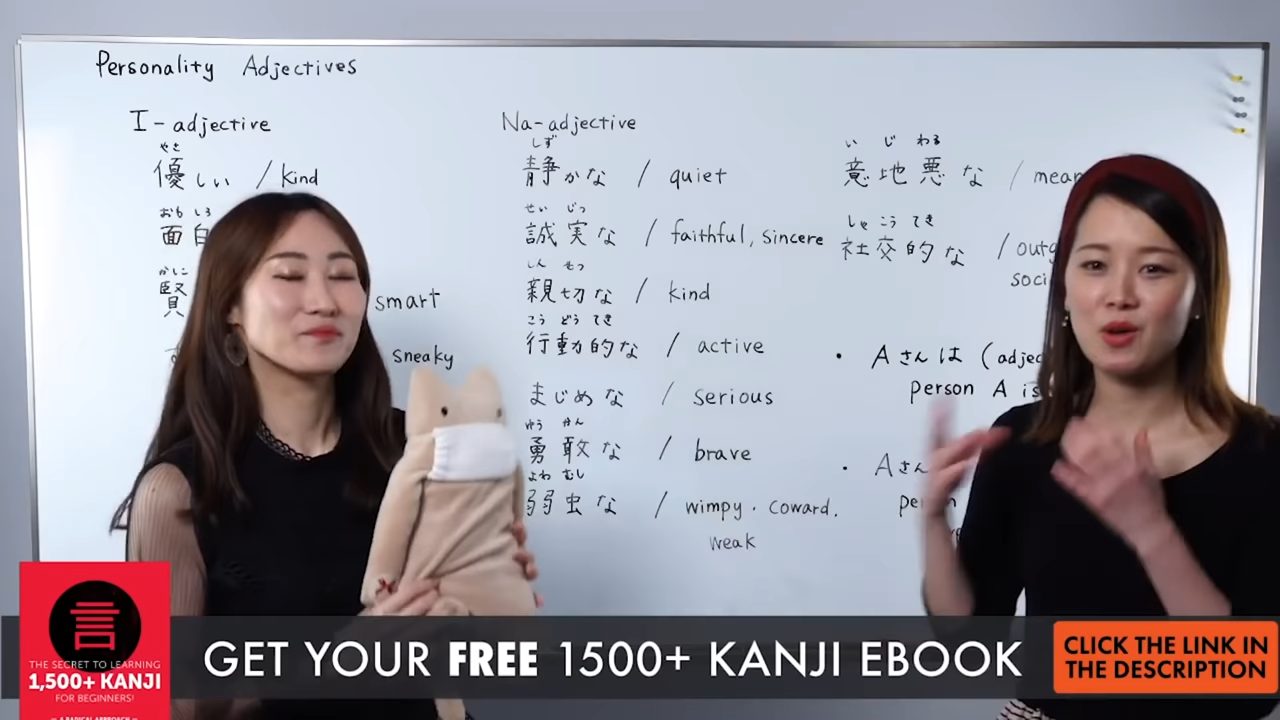 Personality Adjectives
I-adjective
やさ
優しい / kind
おも しろ
面白
かしこ
賢
smart
sneaky
Na-adjective
しず
静かな / quiet
せい じつ
誠実な / faithful, sincere
しん せつ
親切な / kind
こう どう てき
行動的な / active
まじめな / serious
ゆう かん
勇敢な / brave
よわ むし
弱虫な / wimpy・coward.
weak
い じ わる
意地悪な / mean
しゃ こう てき
社交的な / outg
soci
・ Aさんは (adjec
person A is
・ Aさん
THE SECRET TO LEARNING
1,500+ KANJI
FOR BEGINNERS!
A RADICAL APPROACH
言
GET YOUR FREE 1500+ KANJI EBOOK
CLICK THE LINK IN
THE DESCRIPTION